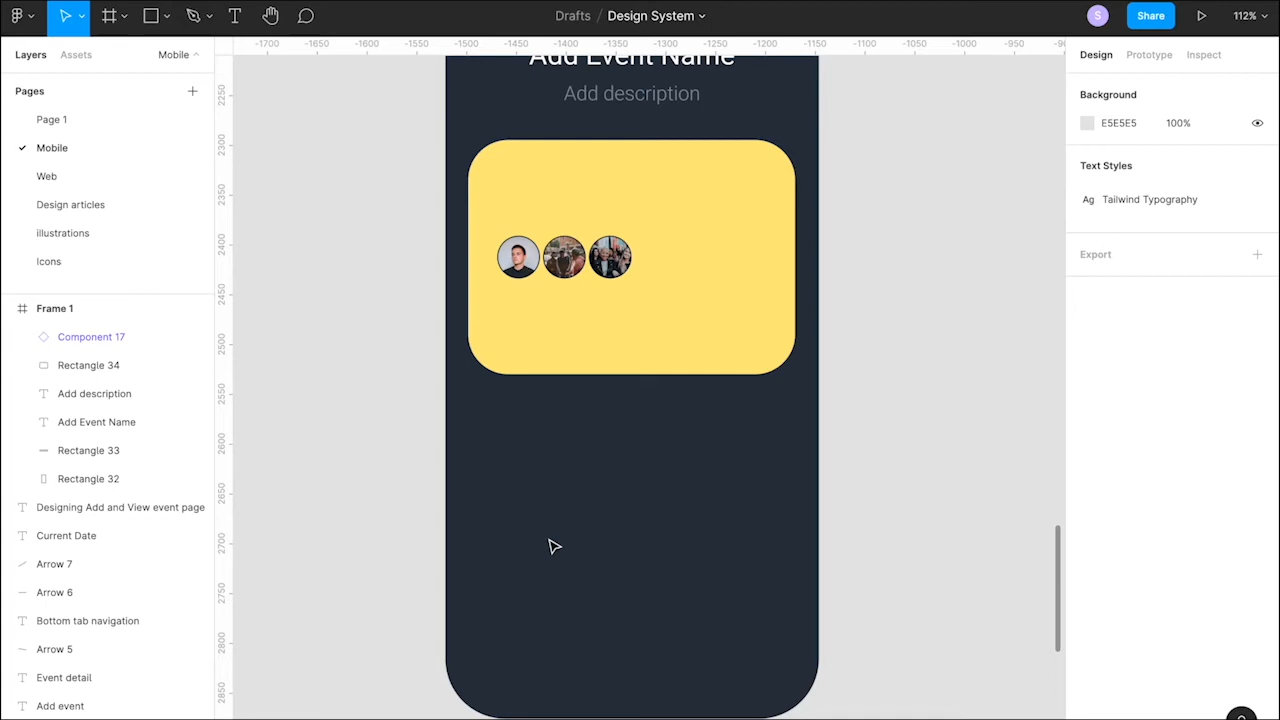 Drafts / Design System
S
Share
112%
Layers
Assets
Mobile
-1700
-1650
-1600
-1550
-1500
-1450
-1400
-1350
-1300
-1250
-1200
-1150
-1100
-1050
-1000
-950
Design
Prototype
Inspect
Pages
Page 1
Mobile
Web
Design articles
illustrations
Icons
Frame 1
Component 17
Rectangle 34
Add description
Add Event Name
Rectangle 33
Rectangle 32
Designing Add and View event page
Current Date
Arrow 7
Arrow 6
Bottom tab navigation
Arrow 5
Event detail
Add event
2250
2300
2350
2400
2450
2500
2550
2600
2650
2700
2750
2800
2850
Add Event Name
Add description
Background
E5E5E5
100%
Text Styles
Ag Tailwind Typography
Export